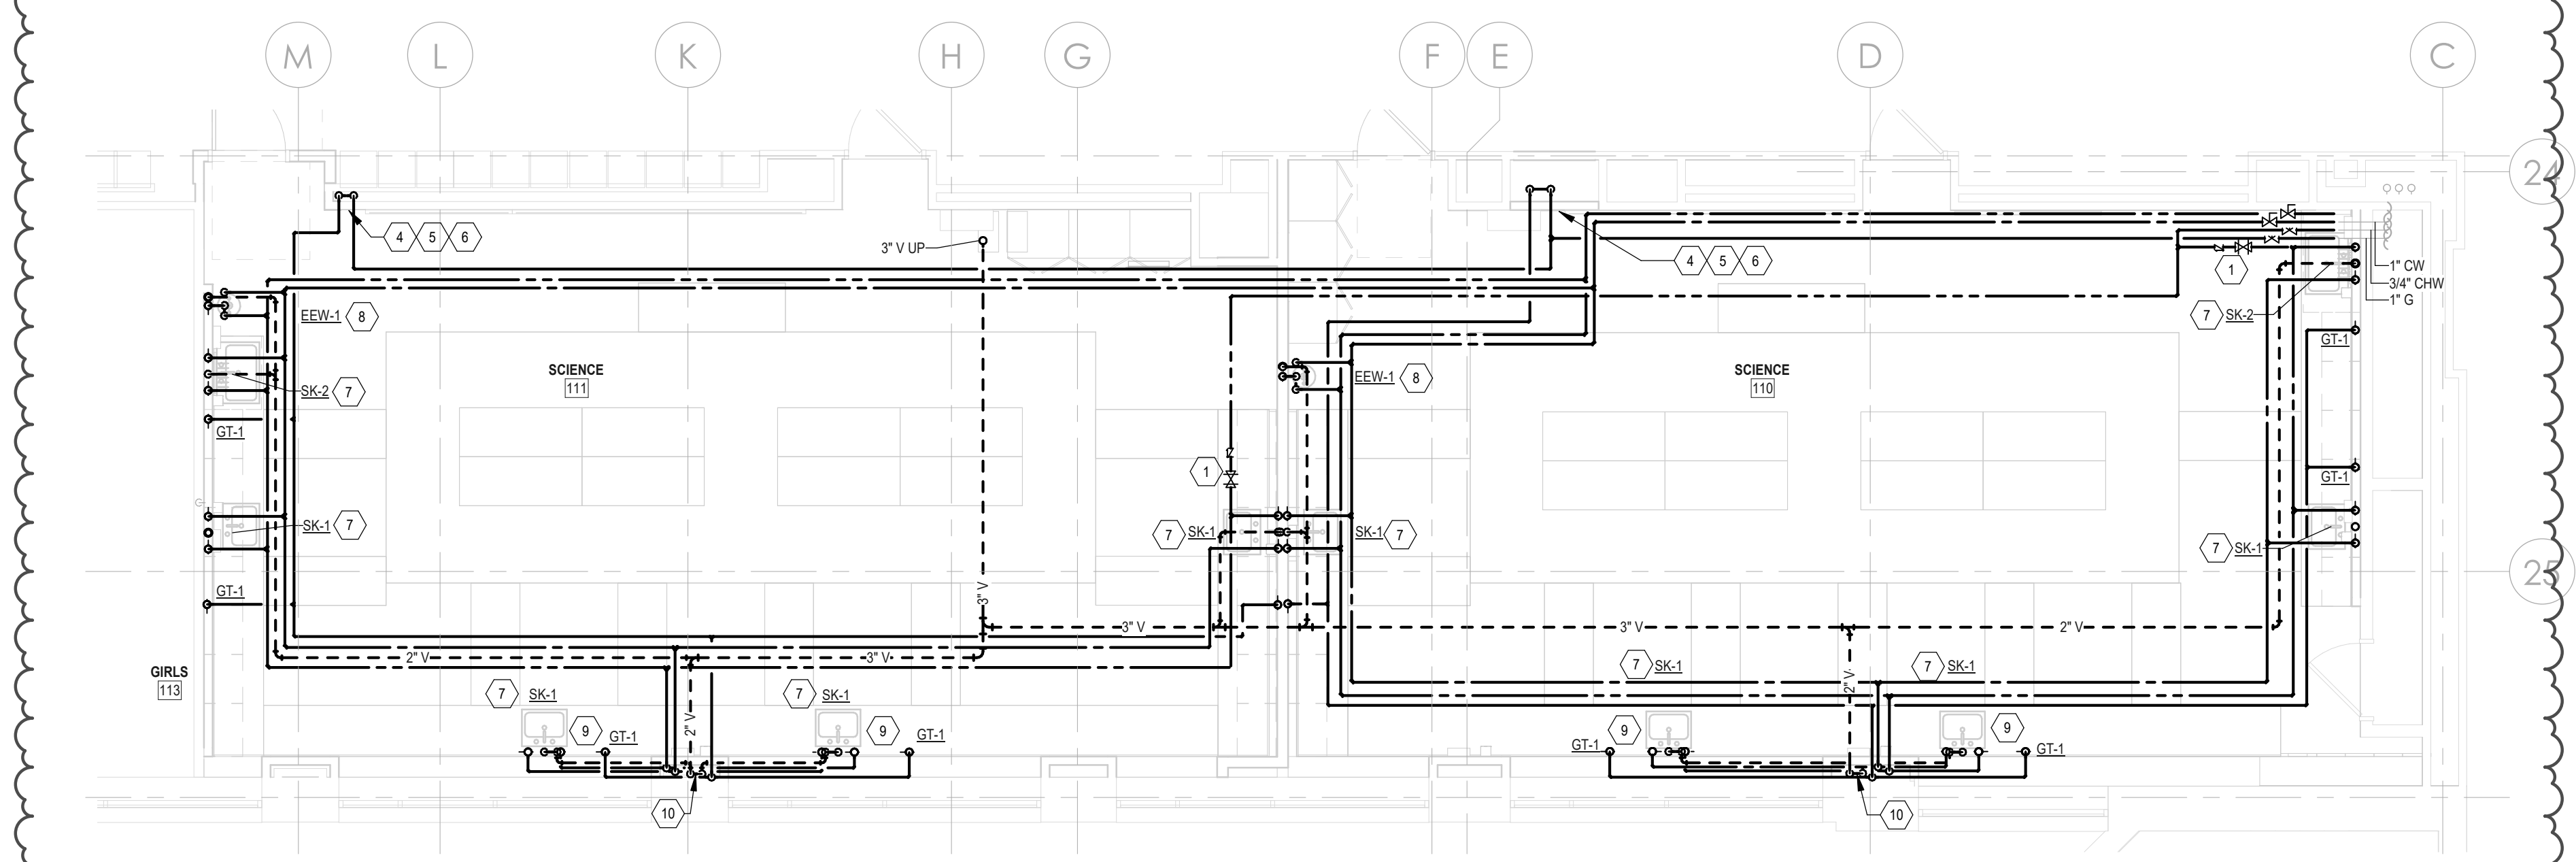 M L K H G F E D C
24
4 5 6
3" V UP
4 5 6
1
1" CW
3/4" CHW
1" G
EEW-1 8
7 SK-2
GT-1
SCIENCE
111
SCIENCE
110
EEW-1 8
SK-2 7
GT-1
1
GT-1
SK-1 7
7 SK-1
SK-1 7
7 SK-1
25
GT-1
3" V
3" V
3" V
2" V
2" V
3" V
GIRLS
113
7 SK-1
7 SK-1
7 SK-1
7 SK-1
2" V
2" V
9
GT-1
9
GT-1
GT-1
9
9
GT-1
10
10